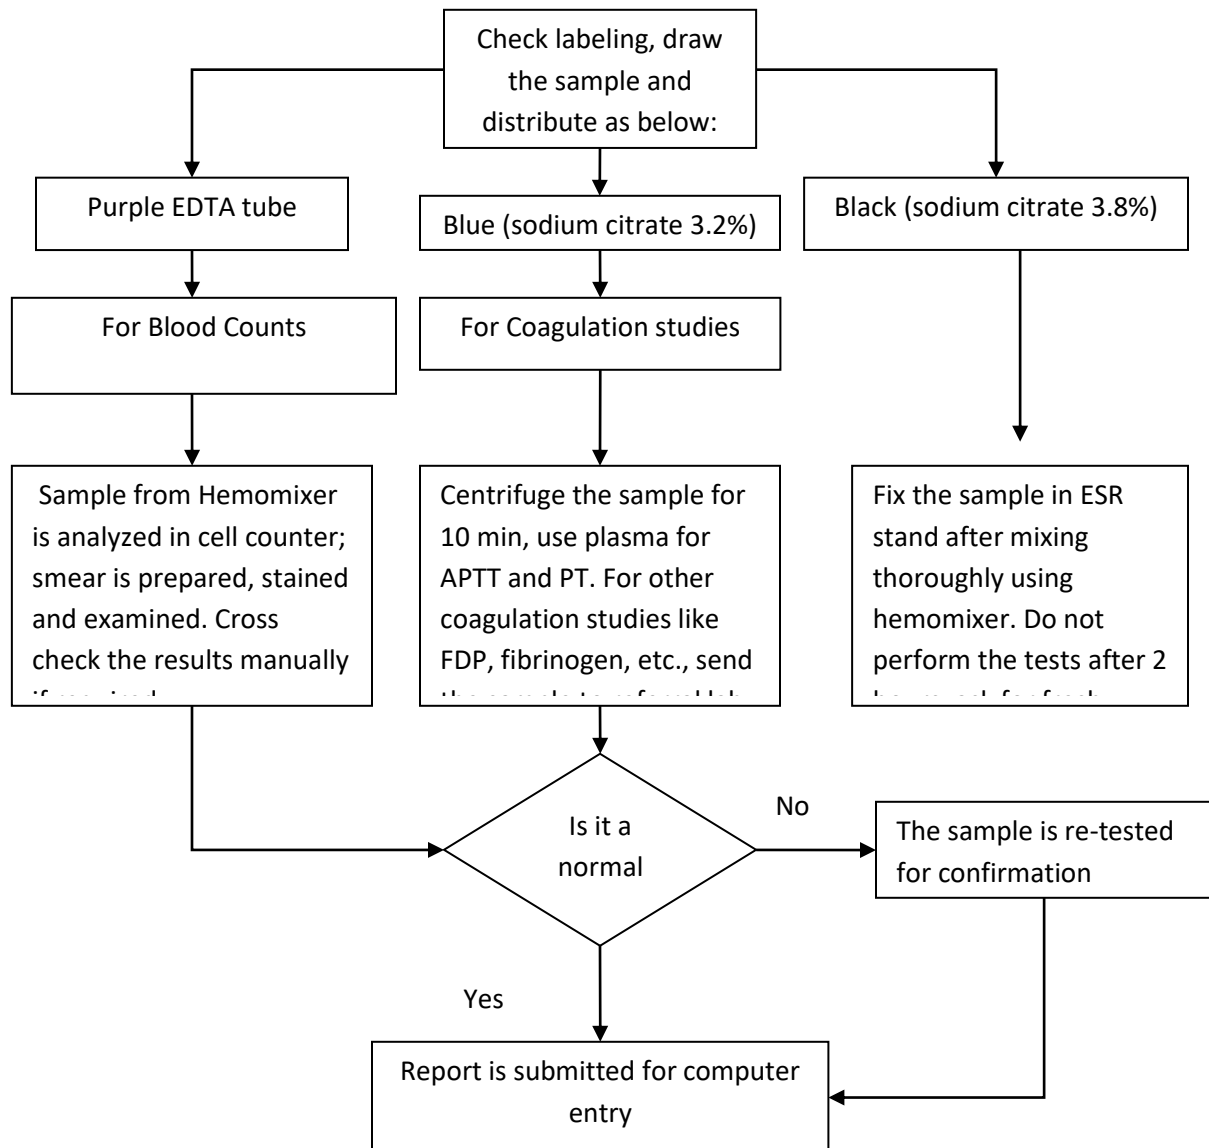 Check labeling, draw
the sample and
distribute as below:
Purple EDTA tube
Blue (sodium citrate 3.2%)
Black (sodium citrate 3.8%)
For Blood Counts
For Coagulation studies
Sample from Hemomixer
is analyzed in cell counter;
smear is prepared, stained
and examined. Cross
check the results manually
Centrifuge the sample for
10 min, use plasma for
APTT and PT. For other
coagulation studies like
FDP, fibrinogen, etc., send
Fix the sample in ESR
stand after mixing
thoroughly using
hemomixer. Do not
perform the tests after 2
Is it a
normal
No
The sample is re-tested
for confirmation
Yes
Report is submitted for computer
entry